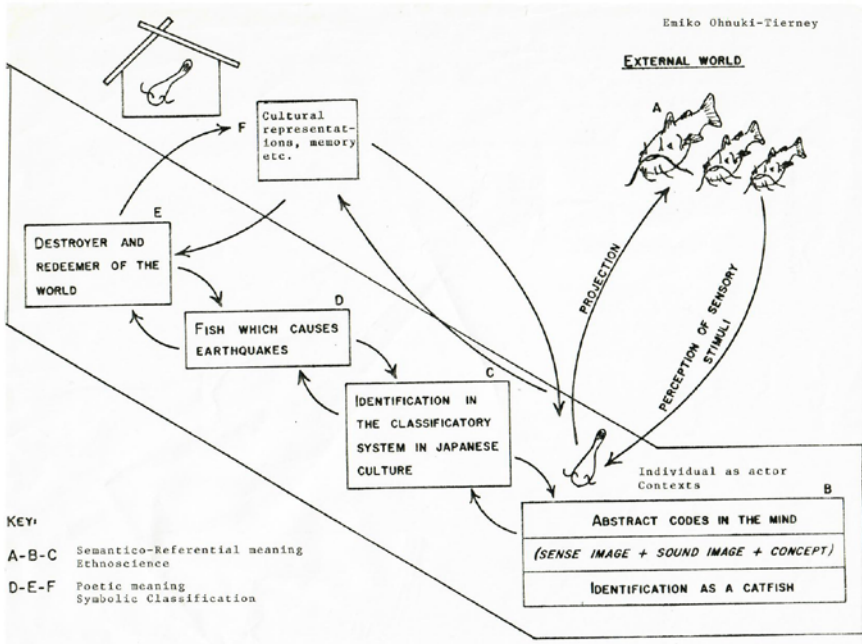 Emiko Ohnuki-Tierney
EXTERNAL WORLD
A
F
Cultural
representat-
ions, memory
etc.
E
DESTROYER AND
REDEEMER OF THE
WORLD
D
FISH WHICH CAUSES
EARTHQUAKES
C
IDENTIFICATION IN
THE CLASSIFICATORY
SYSTEM IN JAPANESE
CULTURE
PROJECTION
PERCEPTION OF SENSORY
STIMULI
Individual as actor
Contexts
B
ABSTRACT CODES IN THE MIND
(SENSE IMAGE + SOUND IMAGE + CONCEPT)
IDENTIFICATION AS A CATFISH
KEY:
A-B-C Semantico-Referential meaning
Ethnoscience
D-E-F Poetic meaning
Symbolic Classification